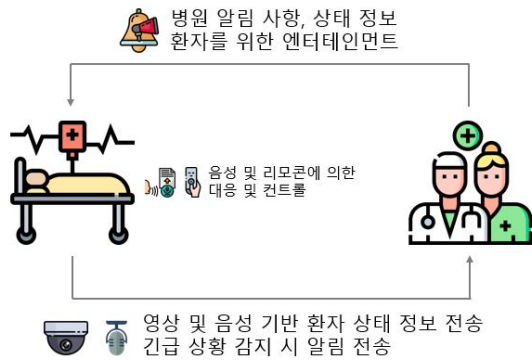 병원 알림 사항, 상태 정보
환자를 위한 엔터테인먼트
음성 및 리모콘에 의한
대응 및 컨트롤
영상 및 음성 기반 환자 상태 정보 전송
긴급 상황 감지 시 알림 전송